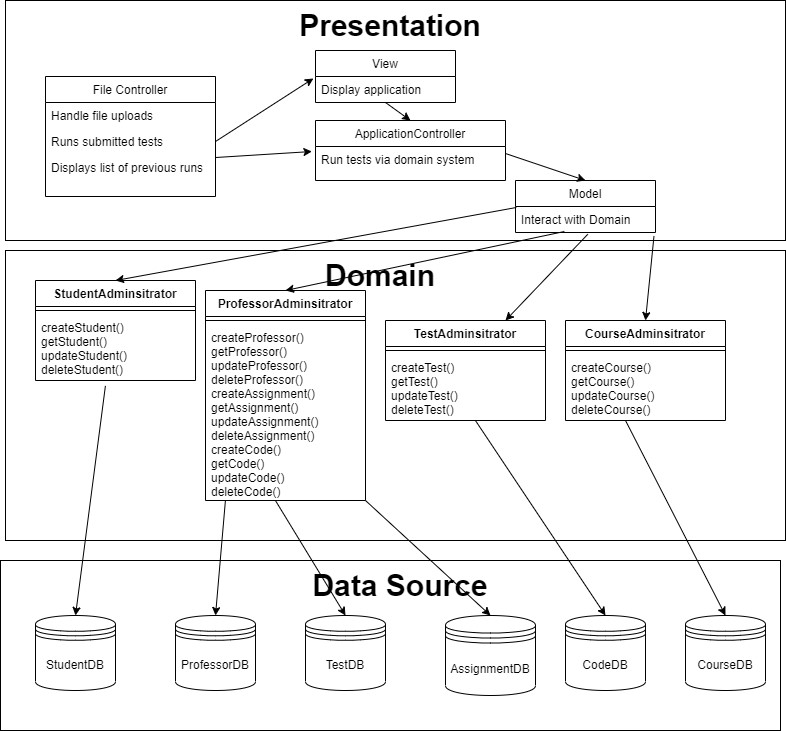 Presentation
File Controller
Handle file uploads
Runs submitted tests
Displays list of previous runs
View
Display application
ApplicationController
Run tests via domain system
Model
Interact with Domain
Domain
StudentAdminsitrator
createStudent()
getStudent()
updateStudent()
deleteStudent()
ProfessorAdminsitrator
createProfessor()
getProfessor()
updateProfessor()
deleteProfessor()
createAssignment()
getAssignment()
updateAssignment()
deleteAssignment()
createCode()
getCode()
updateCode()
deleteCode()
TestAdminsitrator
createTest()
getTest()
updateTest()
deleteTest()
CourseAdminsitrator
createCourse()
getCourse()
updateCourse()
deleteCourse()
Data Source
StudentDB
ProfessorDB
TestDB
AssignmentDB
CodeDB
CourseDB